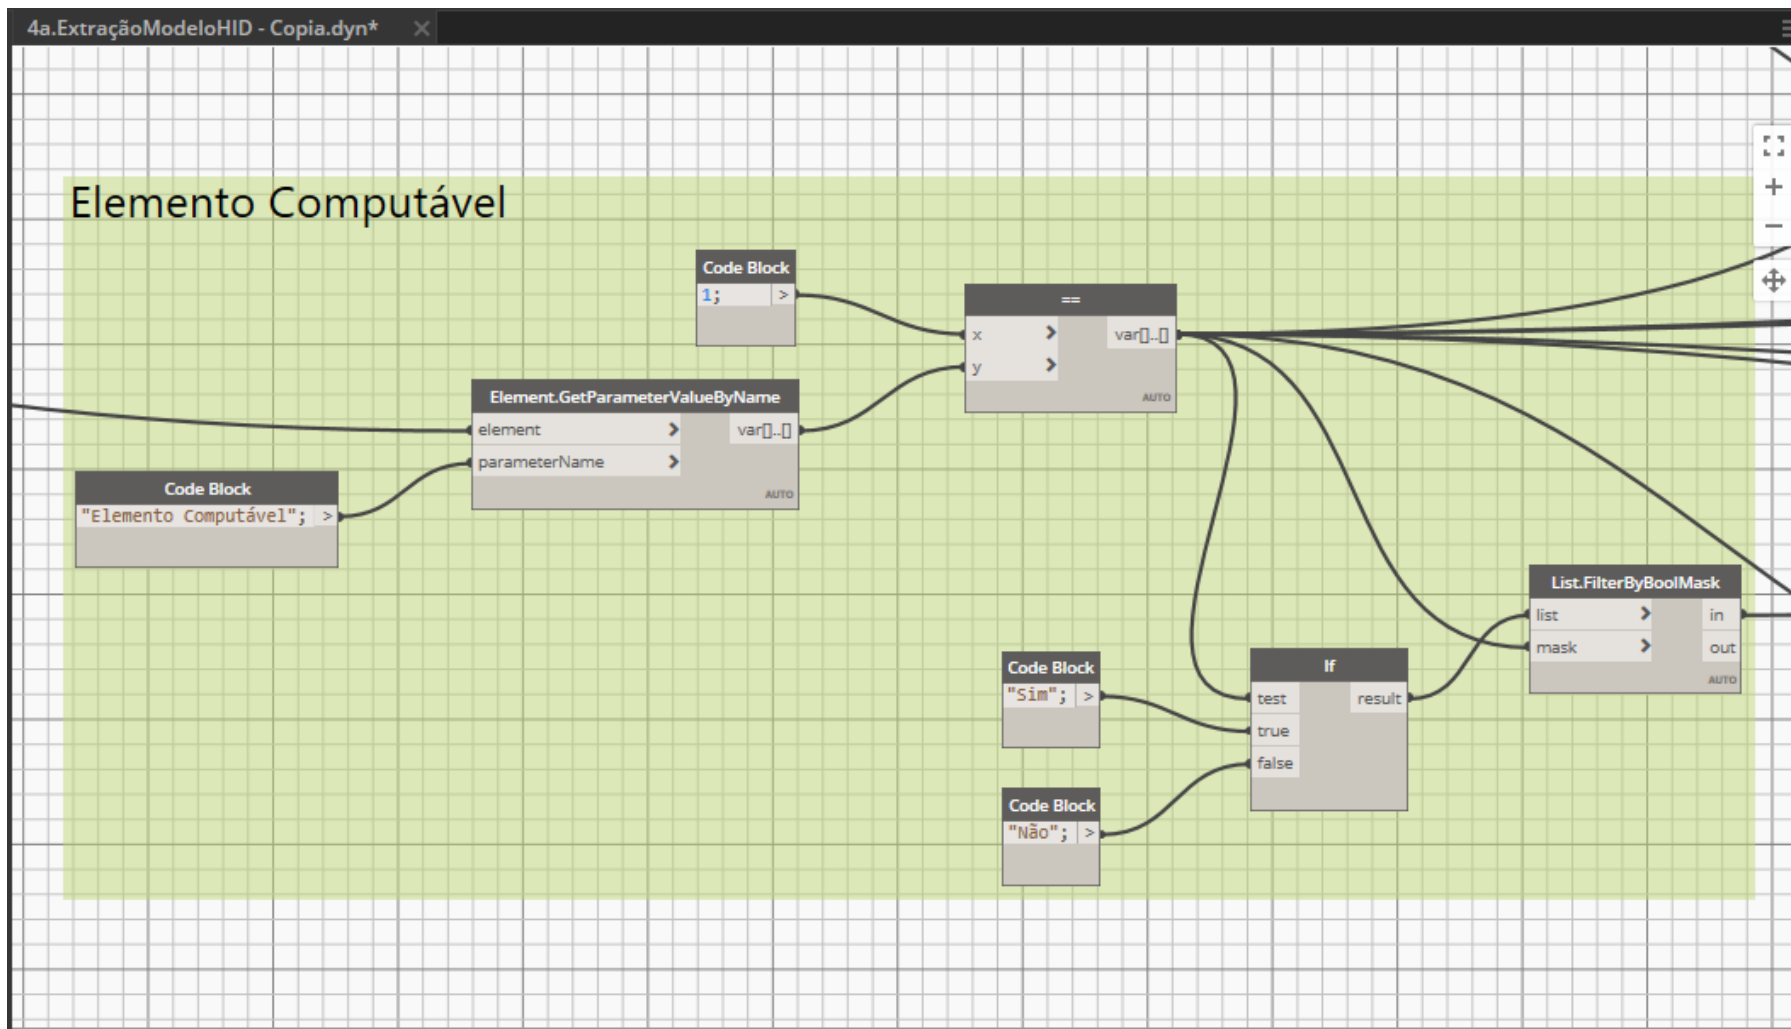 4a.ExtraçãoModeloHID - Copia.dyn*
Elemento Computável
Code Block
1; >
==
x > var[]..[]
y >
AUTO
Element.GetParameterValueByName
element > var[]..[]
parameterName >
AUTO
Code Block
"Elemento Computável"; >
List.FilterByBoolMask
list > in
mask > out
AUTO
Code Block
"Sim"; >
If
test result
true
false
Code Block
"Não"; >